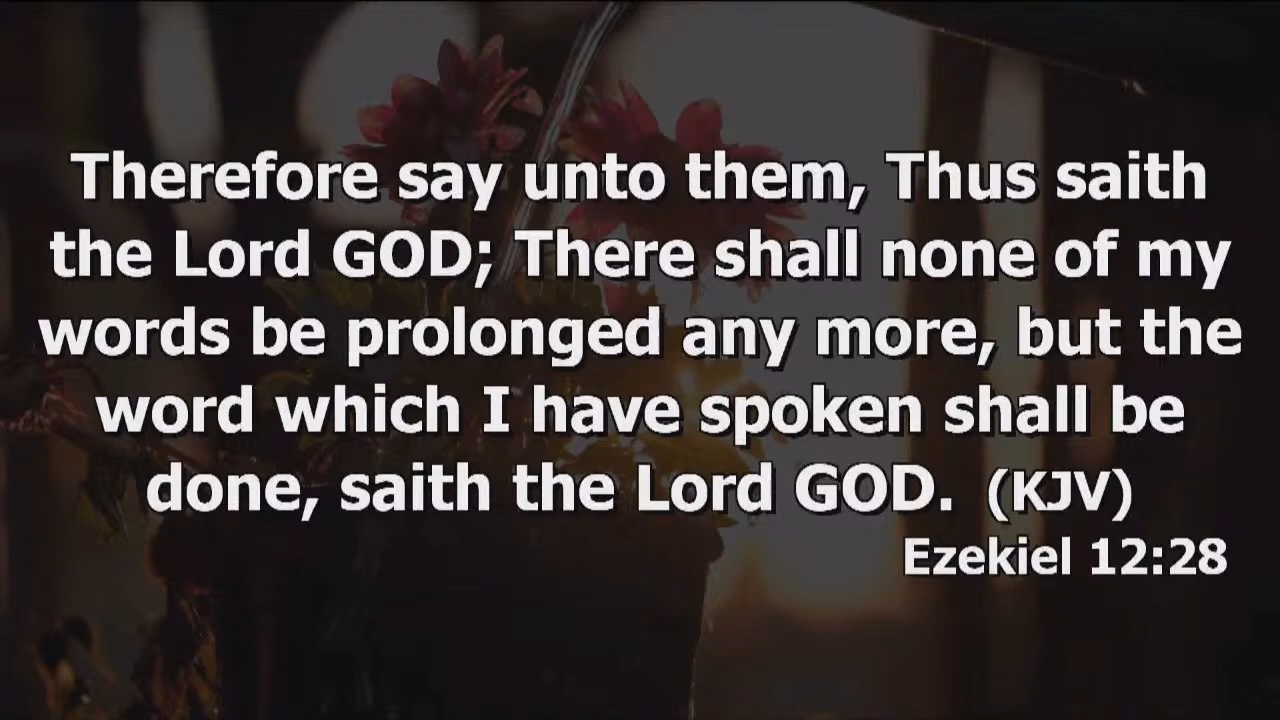 Therefore say unto them, Thus saith
the Lord GOD; There shall none of my
words be prolonged any more, but the
word which I have spoken shall be
done, saith the Lord GOD. (KJV)
Ezekiel 12:28